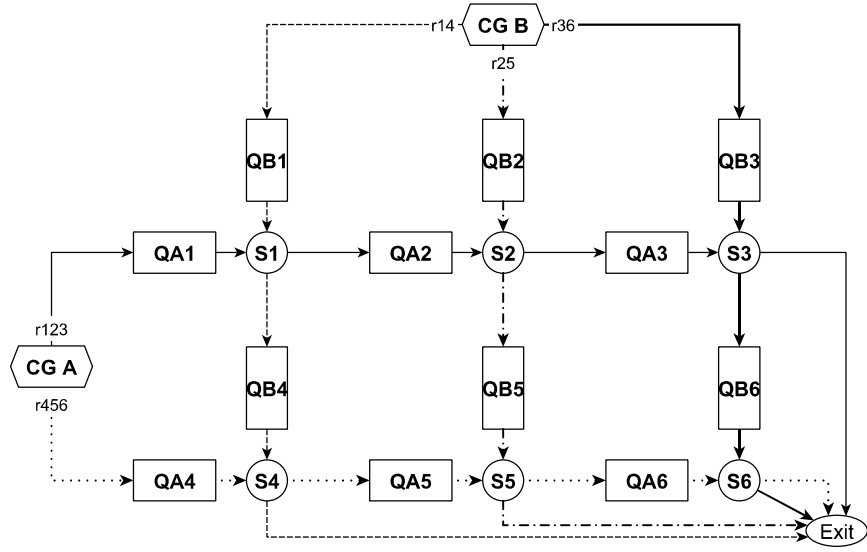 r14 CG B r36
r25
QB1 QB2 QB3
QA1 S1 QA2 S2 QA3 S3
r123
CG A
r456
QB4 QB5 QB6
QA4 S4 QA5 S5 QA6 S6
Exit